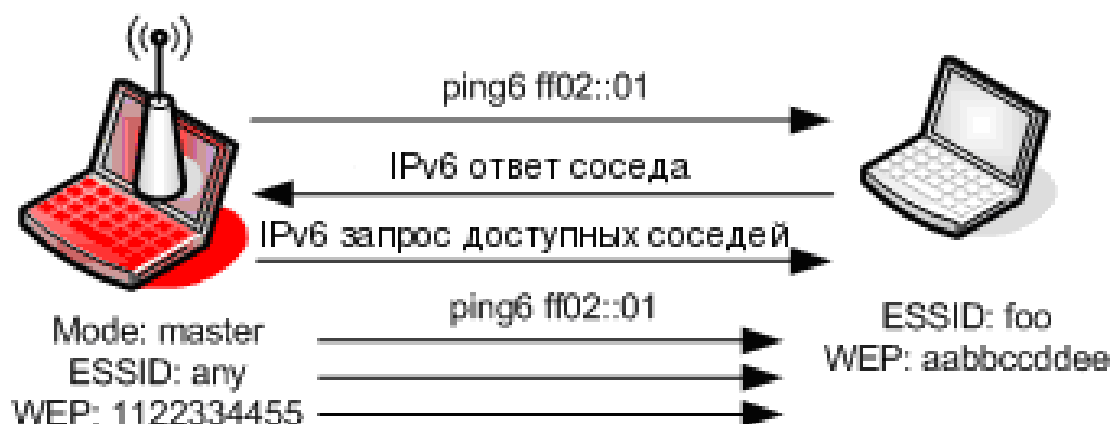 ping6 ff02::01
IPv6 ответ соседа
IPv6 запрос доступных соседей
ping6 ff02::01
Mode: master
ESSID: any
WEP: 1122334455
ESSID: foo
WEP: aabbccddee